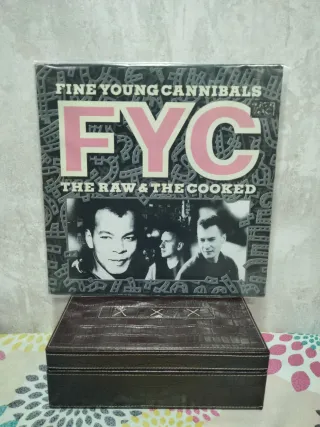 FINE YOUNG CANNIBALS
FYC
THE RAW & THE COOKED